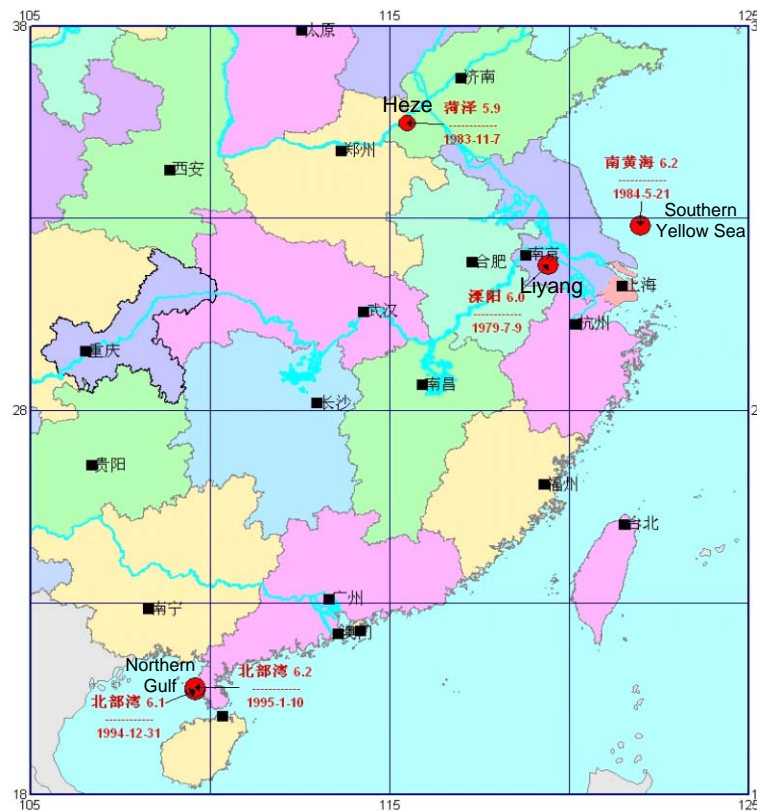 105
115
125
38
太原
济南
Heze
菏泽 5.9
------------
1983-11-7
郑州
西安
南黄海 6.2
------------
1984-5-21
Southern
Yellow Sea
南京
合肥
上海
Liyang
溧阳 6.0
------------
1979-7-9
武汉
杭州
重庆
南昌
长沙
28
2
贵阳
福州
台北
广州
南宁
澳门
Northern
Gulf
北部湾 6.2
------------
1995-1-10
北部湾 6.1
------------
1994-12-31
18
1
105
115
125